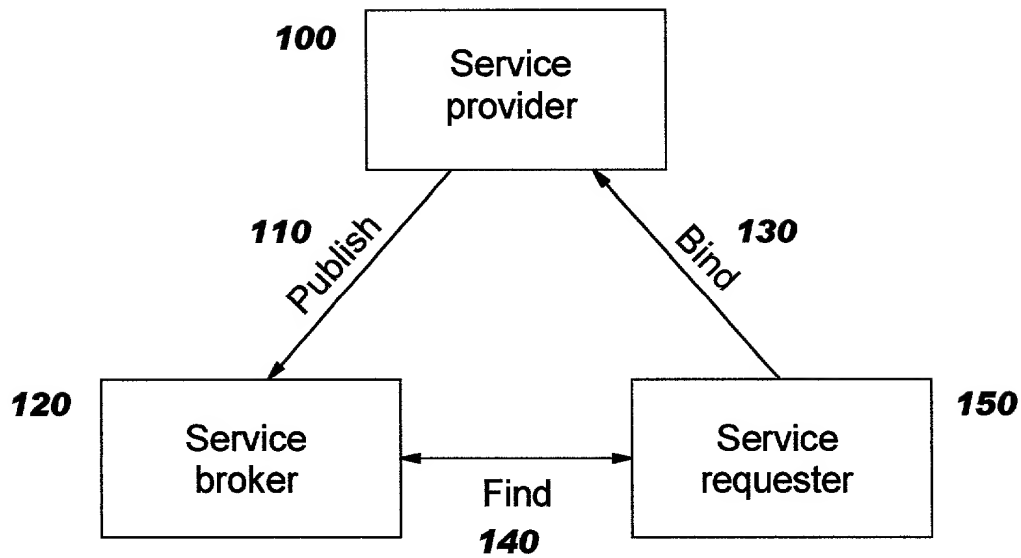 100
Service
provider
110
Publish
Bind
130
120
Service
broker
Find
140
Service
requester
150